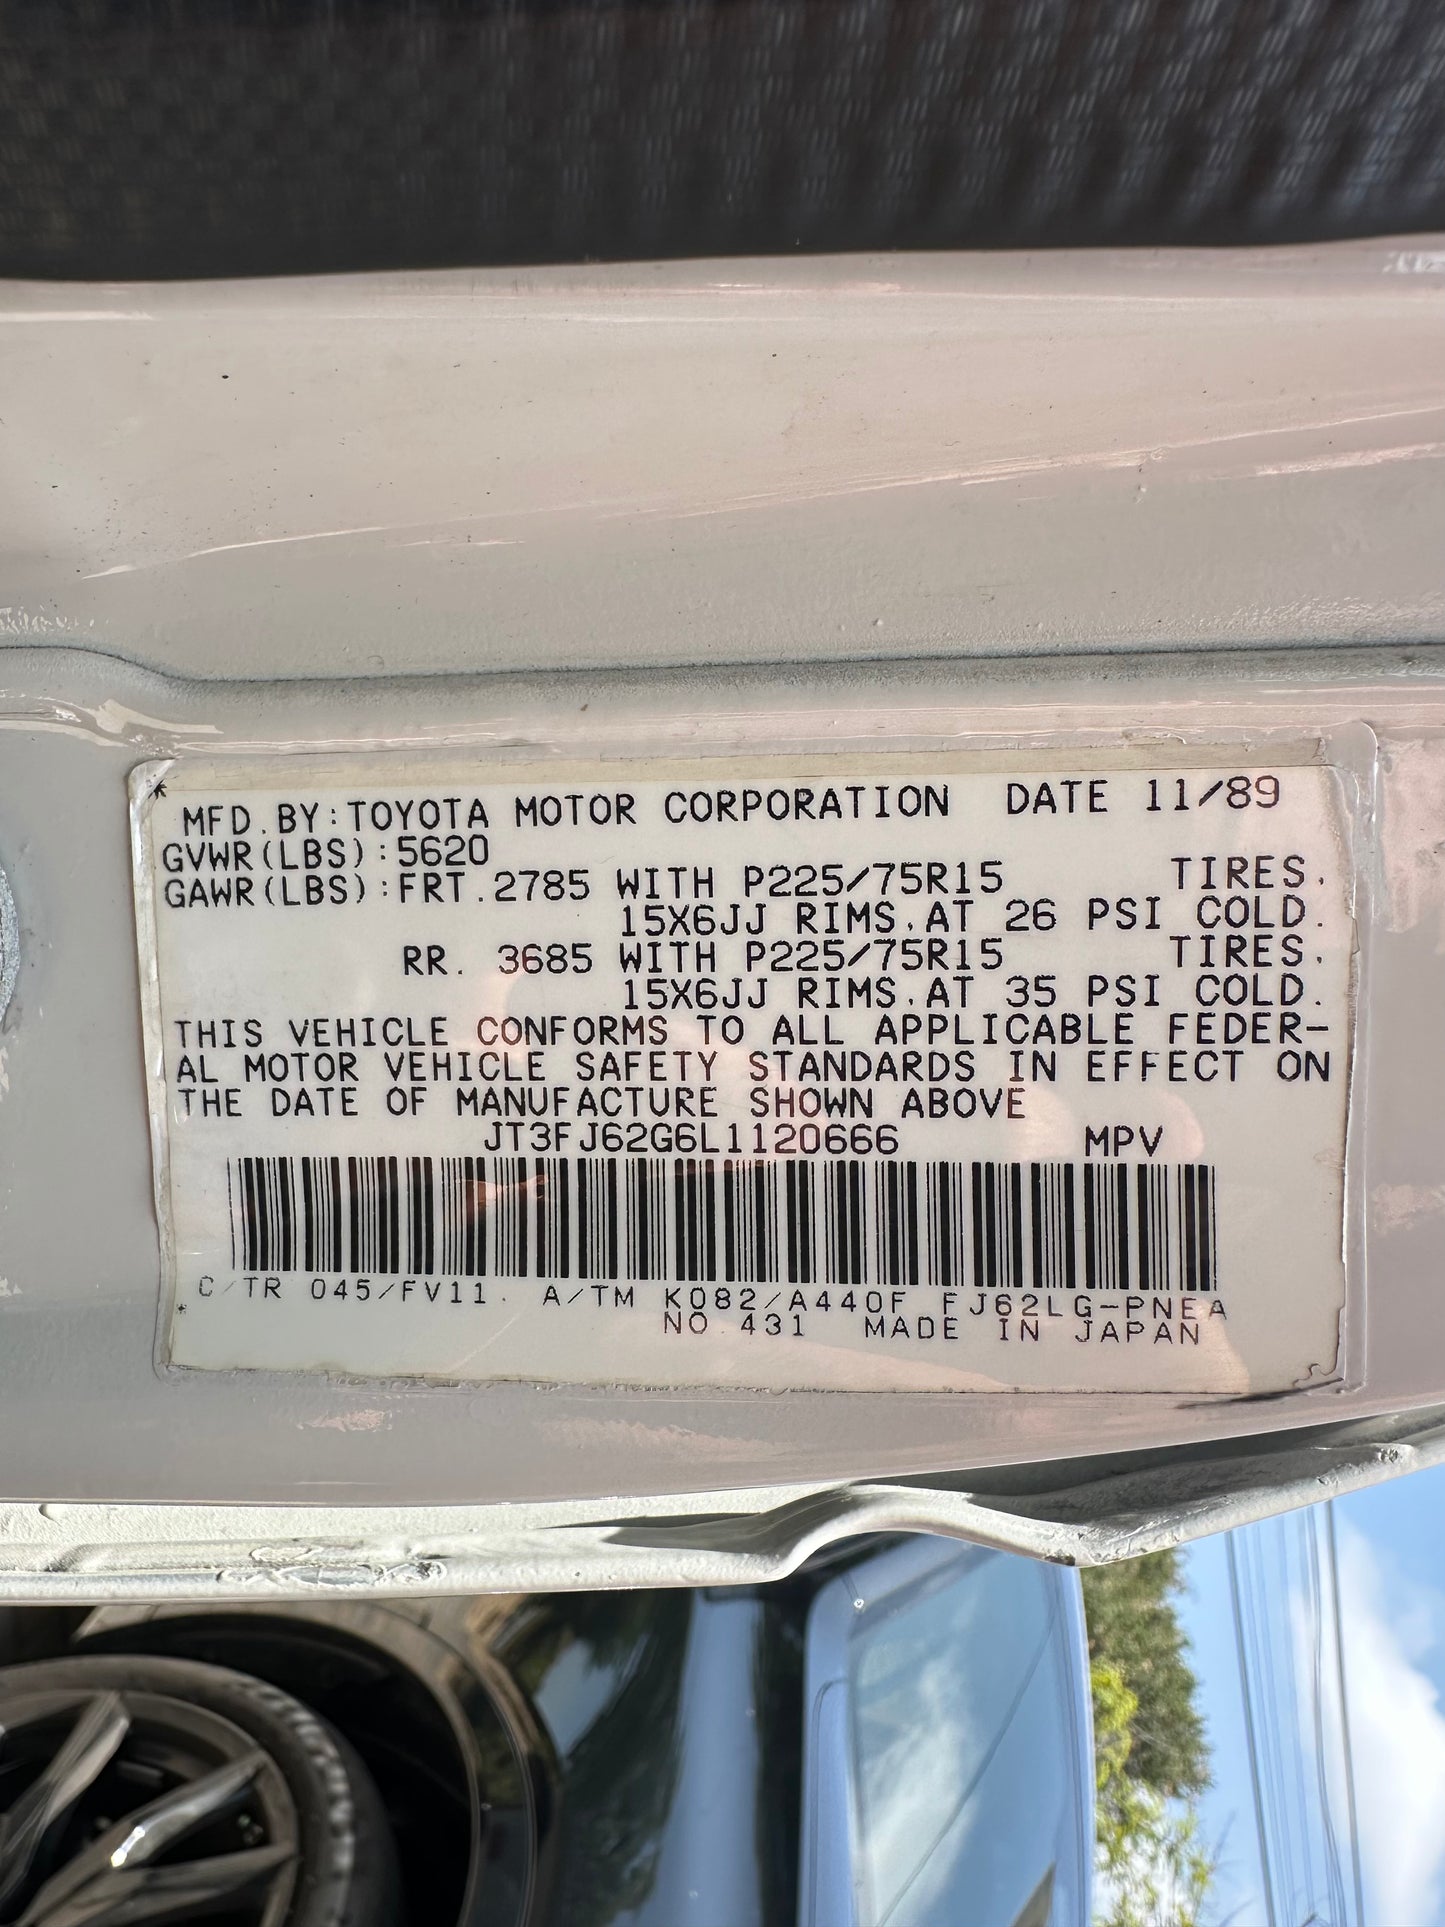 MFD.BY:TOYOTA MOTOR CORPORATION DATE 11/89
GVWR(LBS):5620
GAWR(LBS):FRT.2785 WITH P225/75R15 TIRES.
15X6JJ RIMS.AT 26 PSI COLD.
RR. 3685 WITH P225/75R15 TIRES.
15X6JJ RIMS.AT 35 PSI COLD.
THIS VEHICLE CONFORMS TO ALL APPLICABLE FEDER-
AL MOTOR VEHICLE SAFETY STANDARDS IN EFFECT ON
THE DATE OF MANUFACTURE SHOWN ABOVE
JT3FJ62G6L1120666 MPV
C/TR 045/FV11. A/TM K082/A440F FJ62LG-PNEA
NO.431 MADE IN JAPAN